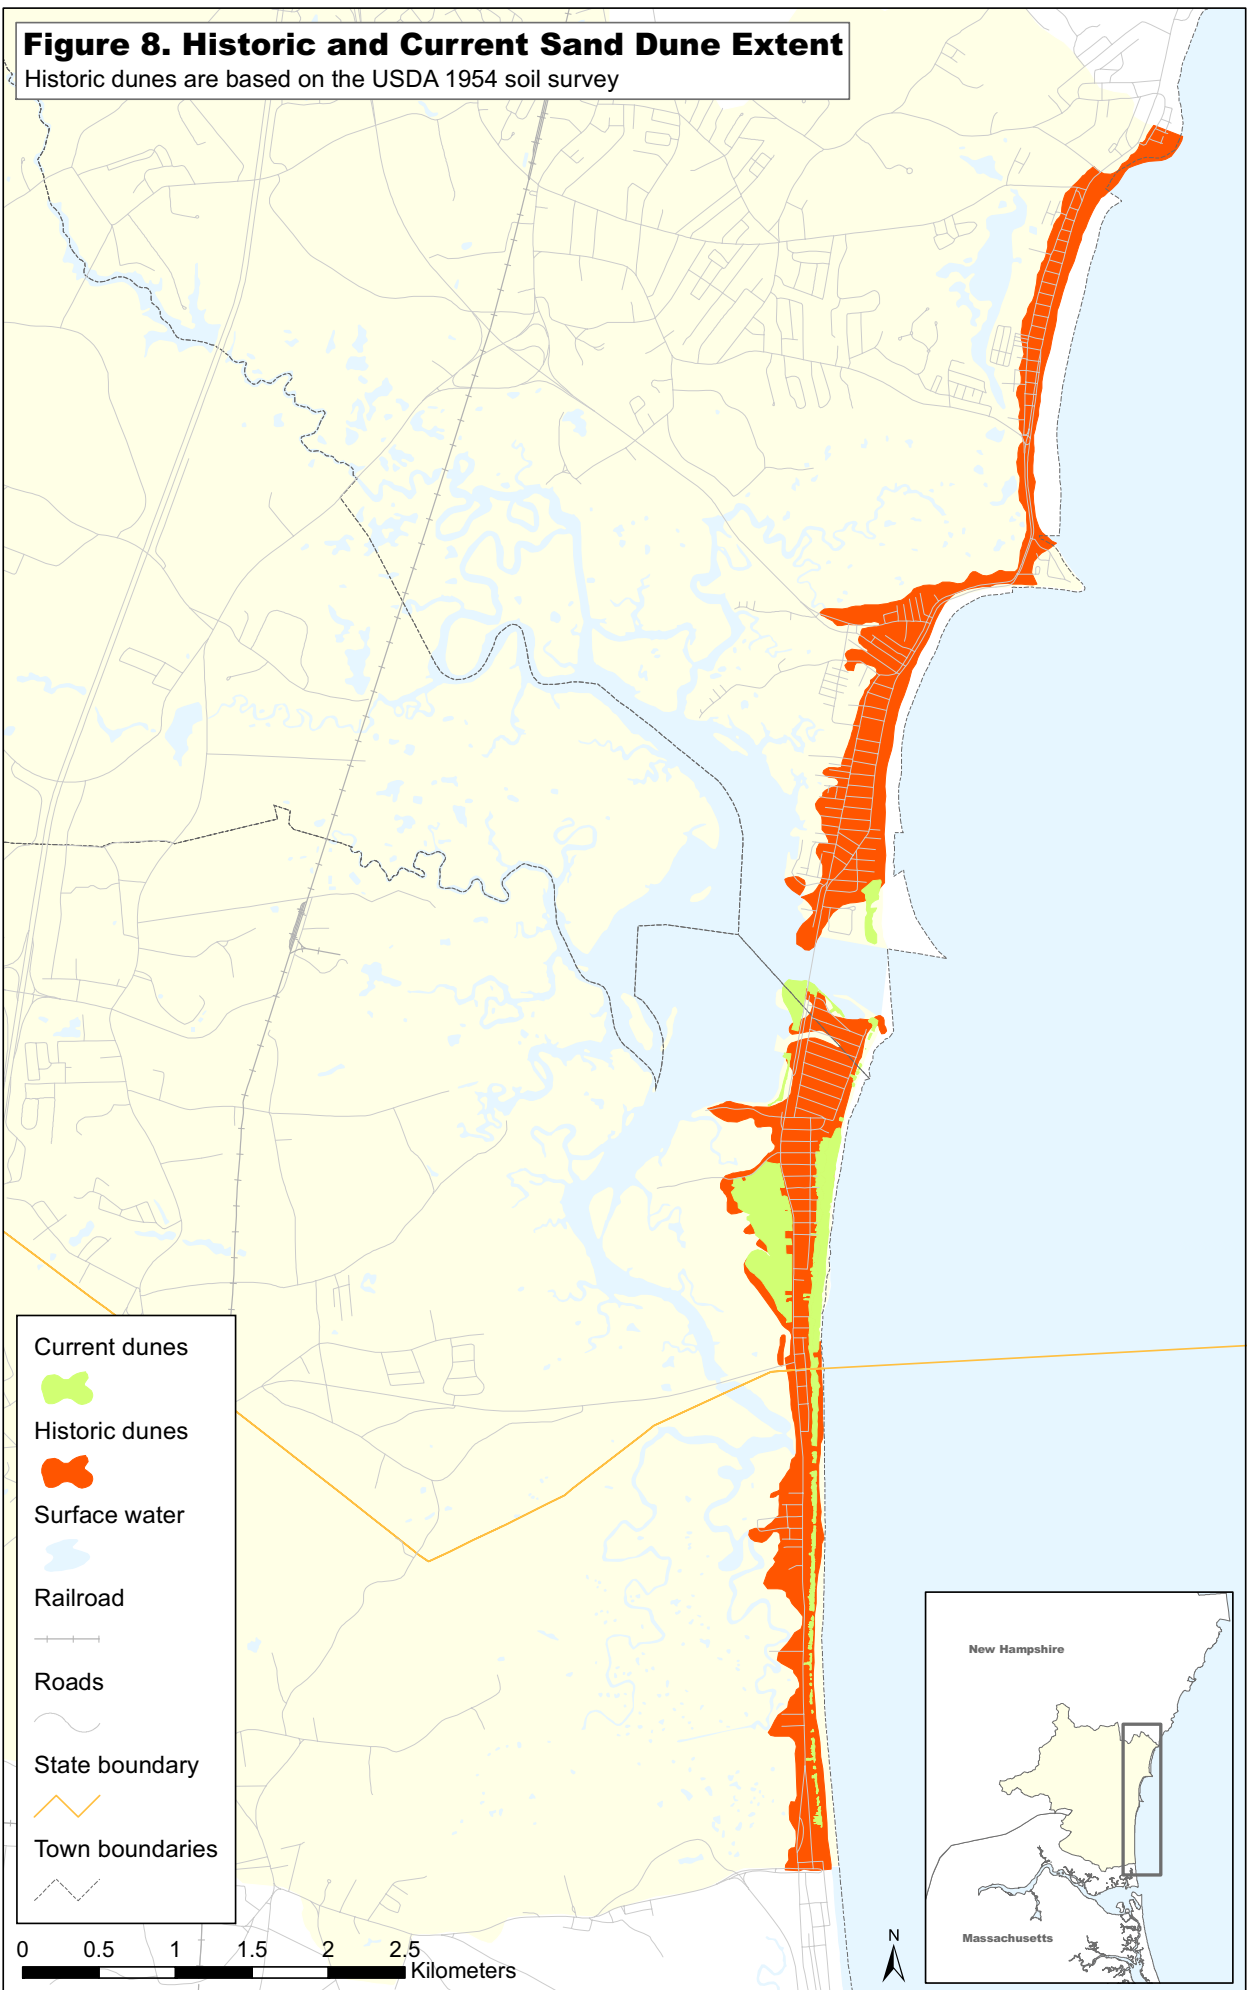 Figure 8. Historic and Current Sand Dune Extent
Historic dunes are based on the USDA 1954 soil survey
Current dunes
Historic dunes
Surface water
Railroad
Roads
State boundary
Town boundaries
0 0.5 1 1.5 2 2.5
Kilometers
N
New Hampshire
Massachusetts